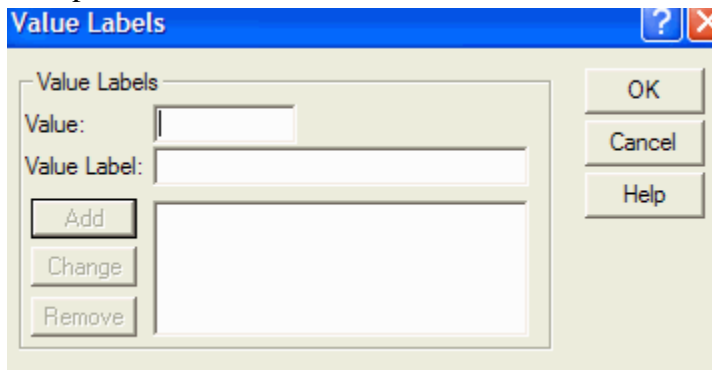 Value Labels
Value Labels
Value:
Value Label:
Add
Change
Remove
OK
Cancel
Help